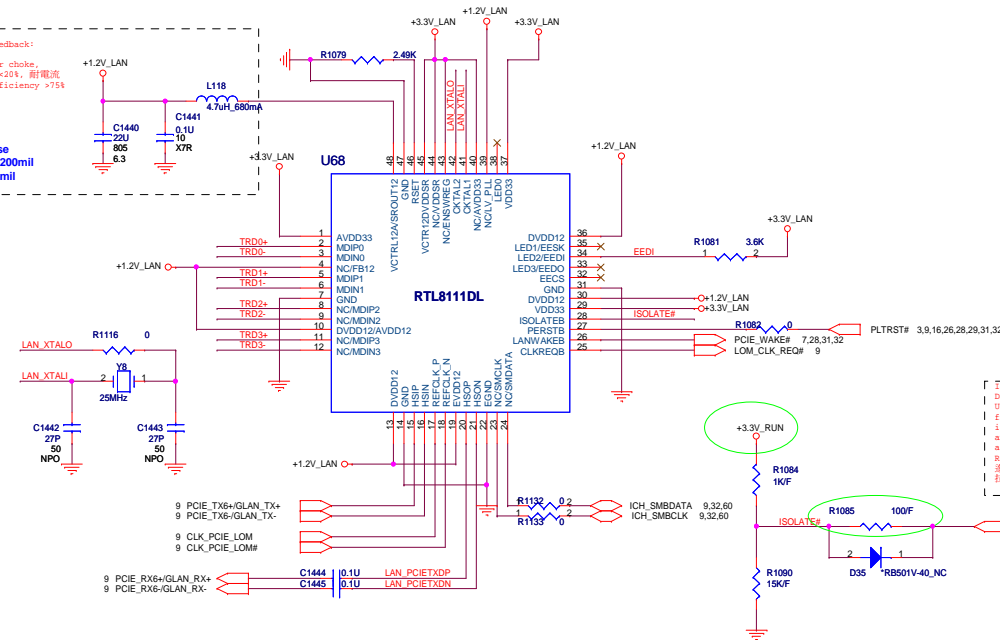 edback:
r choke,
<20%, 耐電流
ficiency >75%
+1.2V_LAN
L118
4.7uH_680mA
C1440
22U
805
6.3
C1441
0.1U
10
X7R
se
200mil
mil
R1079
2.49K
+3.3V_LAN
+1.2V_LAN
+3.3V_LAN
LAN_XTALO
LAN_XTALI
+3.3V_LAN
U68
48
47
46
45
44
43
42
41
40
39
38
37
VCTRL12A/SROUT12
GND
RSET
VCTR12DVDDSR
NC/VDDSR
NC/ENSWREG
CKTAL2
CKTAL1
NC/AVDD33
NC/LV_PLL
LED0
VDD33
RTL8111DL
1 AVDD33
TRD0+ 2 MDIP0
TRD0- 3 MDIN0
+1.2V_LAN 4 NC/FB12
TRD1+ 5 MDIP1
TRD1- 6 MDIN1
7 GND
TRD2+ 8 NC/MDIP2
TRD2- 9 NC/MDIN2
10 DVDD12/AVDD12
TRD3+ 11 NC/MDIP3
TRD3- 12 NC/MDIN3
+1.2V_LAN
DVDD12 36
LED1/EESK 35
LED2/EEDI 34 EEDI
LED3/EEDO 33
EECS 32
GND 31
DVDD12 30 +1.2V_LAN
VDD33 29 +3.3V_LAN
ISOLATEB 28 ISOLATE#
PERSTB 27
LANWAKEB 26 PCIE_WAKE# 7,28,31,32
CLKREQB 25 LOM_CLK_REQ# 9
R1081 3.6K
1 2
+3.3V_LAN
R1082 0
PLTRST# 3,9,16,26,28,29,31,32
DVDD12
GND
HSIP
HSIN
REFCLK_P
REFCLK_N
EVDD12
HSOP
HSON
EGND
NC/SMCLK
NC/SMDATA
13
14
15
16
17
18
19
20
21
22
23
24
R1116 0
LAN_XTALO
Y8
LAN_XTALI 2 1
25MHz
C1442
27P
50
NPO
C1443
27P
50
NPO
+1.2V_LAN
9 PCIE_TX6+/GLAN_TX+
9 PCIE_TX6-/GLAN_TX-
9 CLK_PCIE_LOM
9 CLK_PCIE_LOM#
9 PCIE_RX6+/GLAN_RX+
9 PCIE_RX6-/GLAN_RX-
C1444 0.1U LAN_PCIETXDP
C1445 0.1U LAN_PCIETXDN
R1132 0 2
1 R1133 0 2
ICH_SMBDATA 9,32,60
ICH_SMBCLK 9,32,60
+3.3V_RUN
R1084
1K/F
ISOLATE#
R1085 100/F
2 1
D35 *RB501V-40_NC
R1090
15K/F